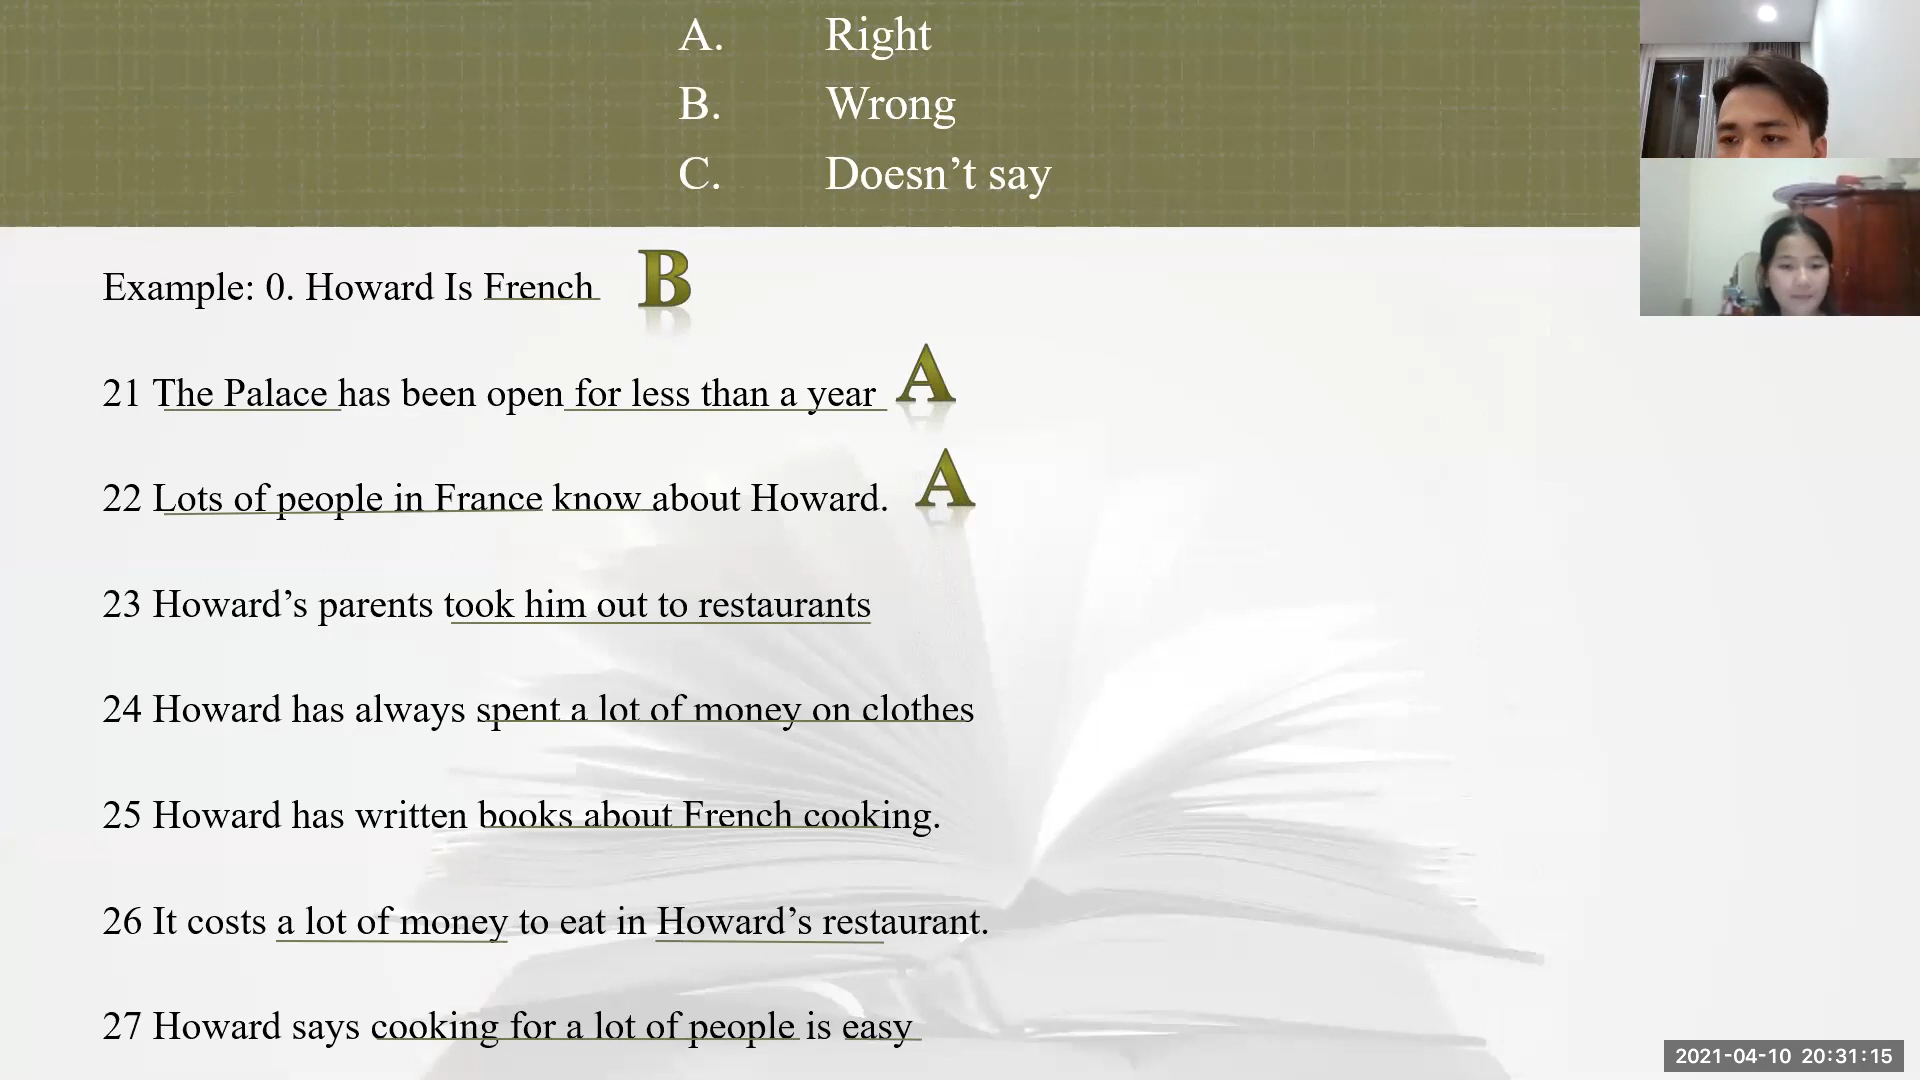 A. Right
B. Wrong
C. Doesn’t say
Example: 0. Howard Is French B
21 The Palace has been open for less than a year A
22 Lots of people in France know about Howard. A
23 Howard’s parents took him out to restaurants
24 Howard has always spent a lot of money on clothes
25 Howard has written books about French cooking.
26 It costs a lot of money to eat in Howard’s restaurant.
27 Howard says cooking for a lot of people is easy
2021-04-10 20:31:15